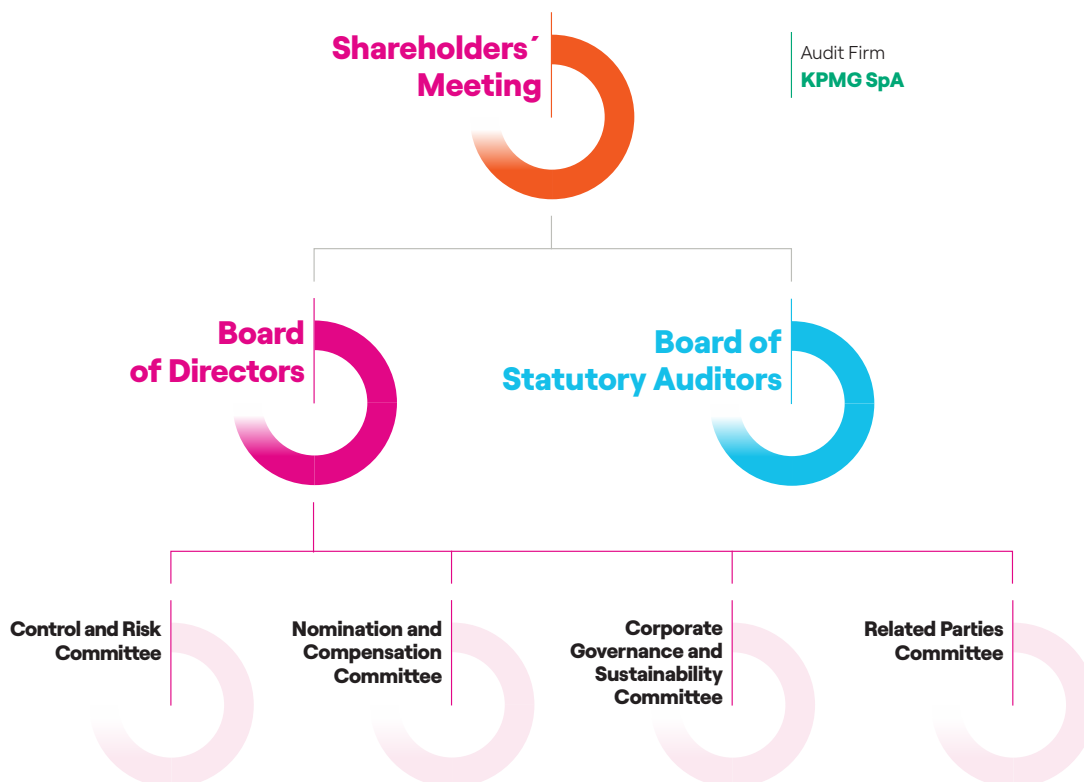 Shareholders´
Meeting
Audit Firm
KPMG SpA
Board
of Directors
Board of
Statutory Auditors
Control and Risk
Committee
Nomination and
Compensation
Committee
Corporate
Governance and
Sustainability
Committee
Related Parties
Committee